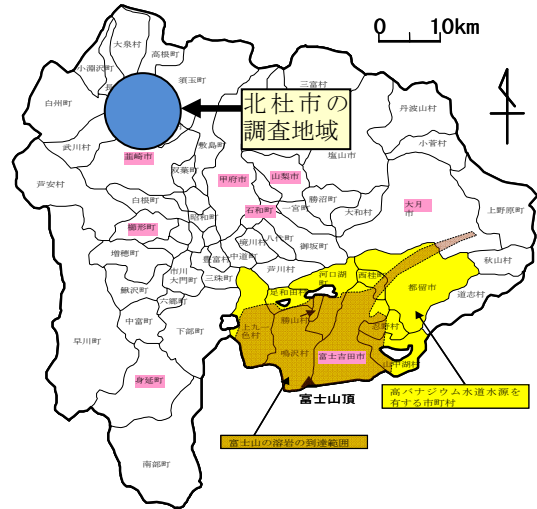 0 10km
大泉村
高根町
小淵沢町
長
須玉町
白州町
北杜市の
調査地域
三富村
丹波山村
小菅村
武川村
韮崎市
敷島町
双葉町
甲府市
山梨市
塩山市
芦安村
白根町
昭和町
石和町
一宮町
勝沼町
大和村
大月
市
上野原町
櫛形町
境川村
八代町
御坂町
増穂町
豊富村
中道町
秋山村
市川
大門町
三珠町
芦川村
河口湖
町
西桂町
足和田村
都留市
道志村
鰍沢町
六郷町
中富町
下部町
上九一
色村
勝山村
忍野村
早川町
鳴沢村
富士吉田市
山中湖村
身延町
富士山頂
高バナジウム水道水源を
有する市町村
富士山の溶岩の到達範囲
南部町